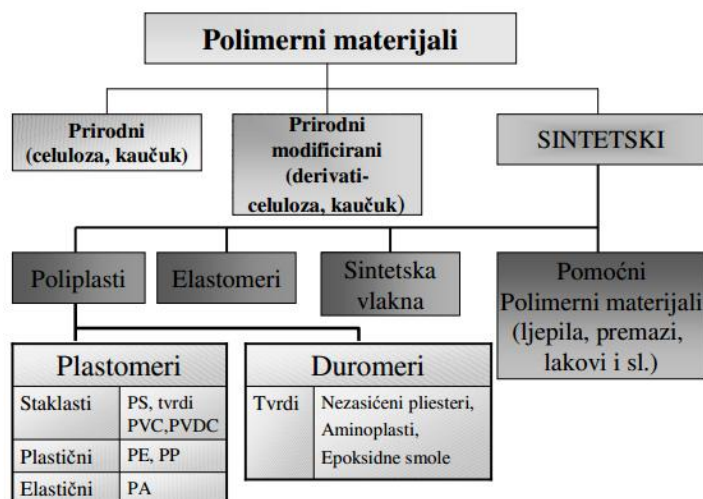 Polimerni materijali
Prirodni
(celuloza, kaučuk)
Prirodni
modificirani
(derivati-
celuloza, kaučuk)
SINTETSKI
Poliplasti
Elastomeri
Sintetska
vlakna
Pomoćni
Polimerni materijali
(ljepila, premazi,
lakovi i sl.)
Plastomeri
Staklasti
PS, tvrdi
PVC,PVDC
Plastični
PE, PP
Elastični
PA
Duromeri
Tvrdi
Nezasićeni pliesteri,
Aminoplasti,
Epoksidne smole